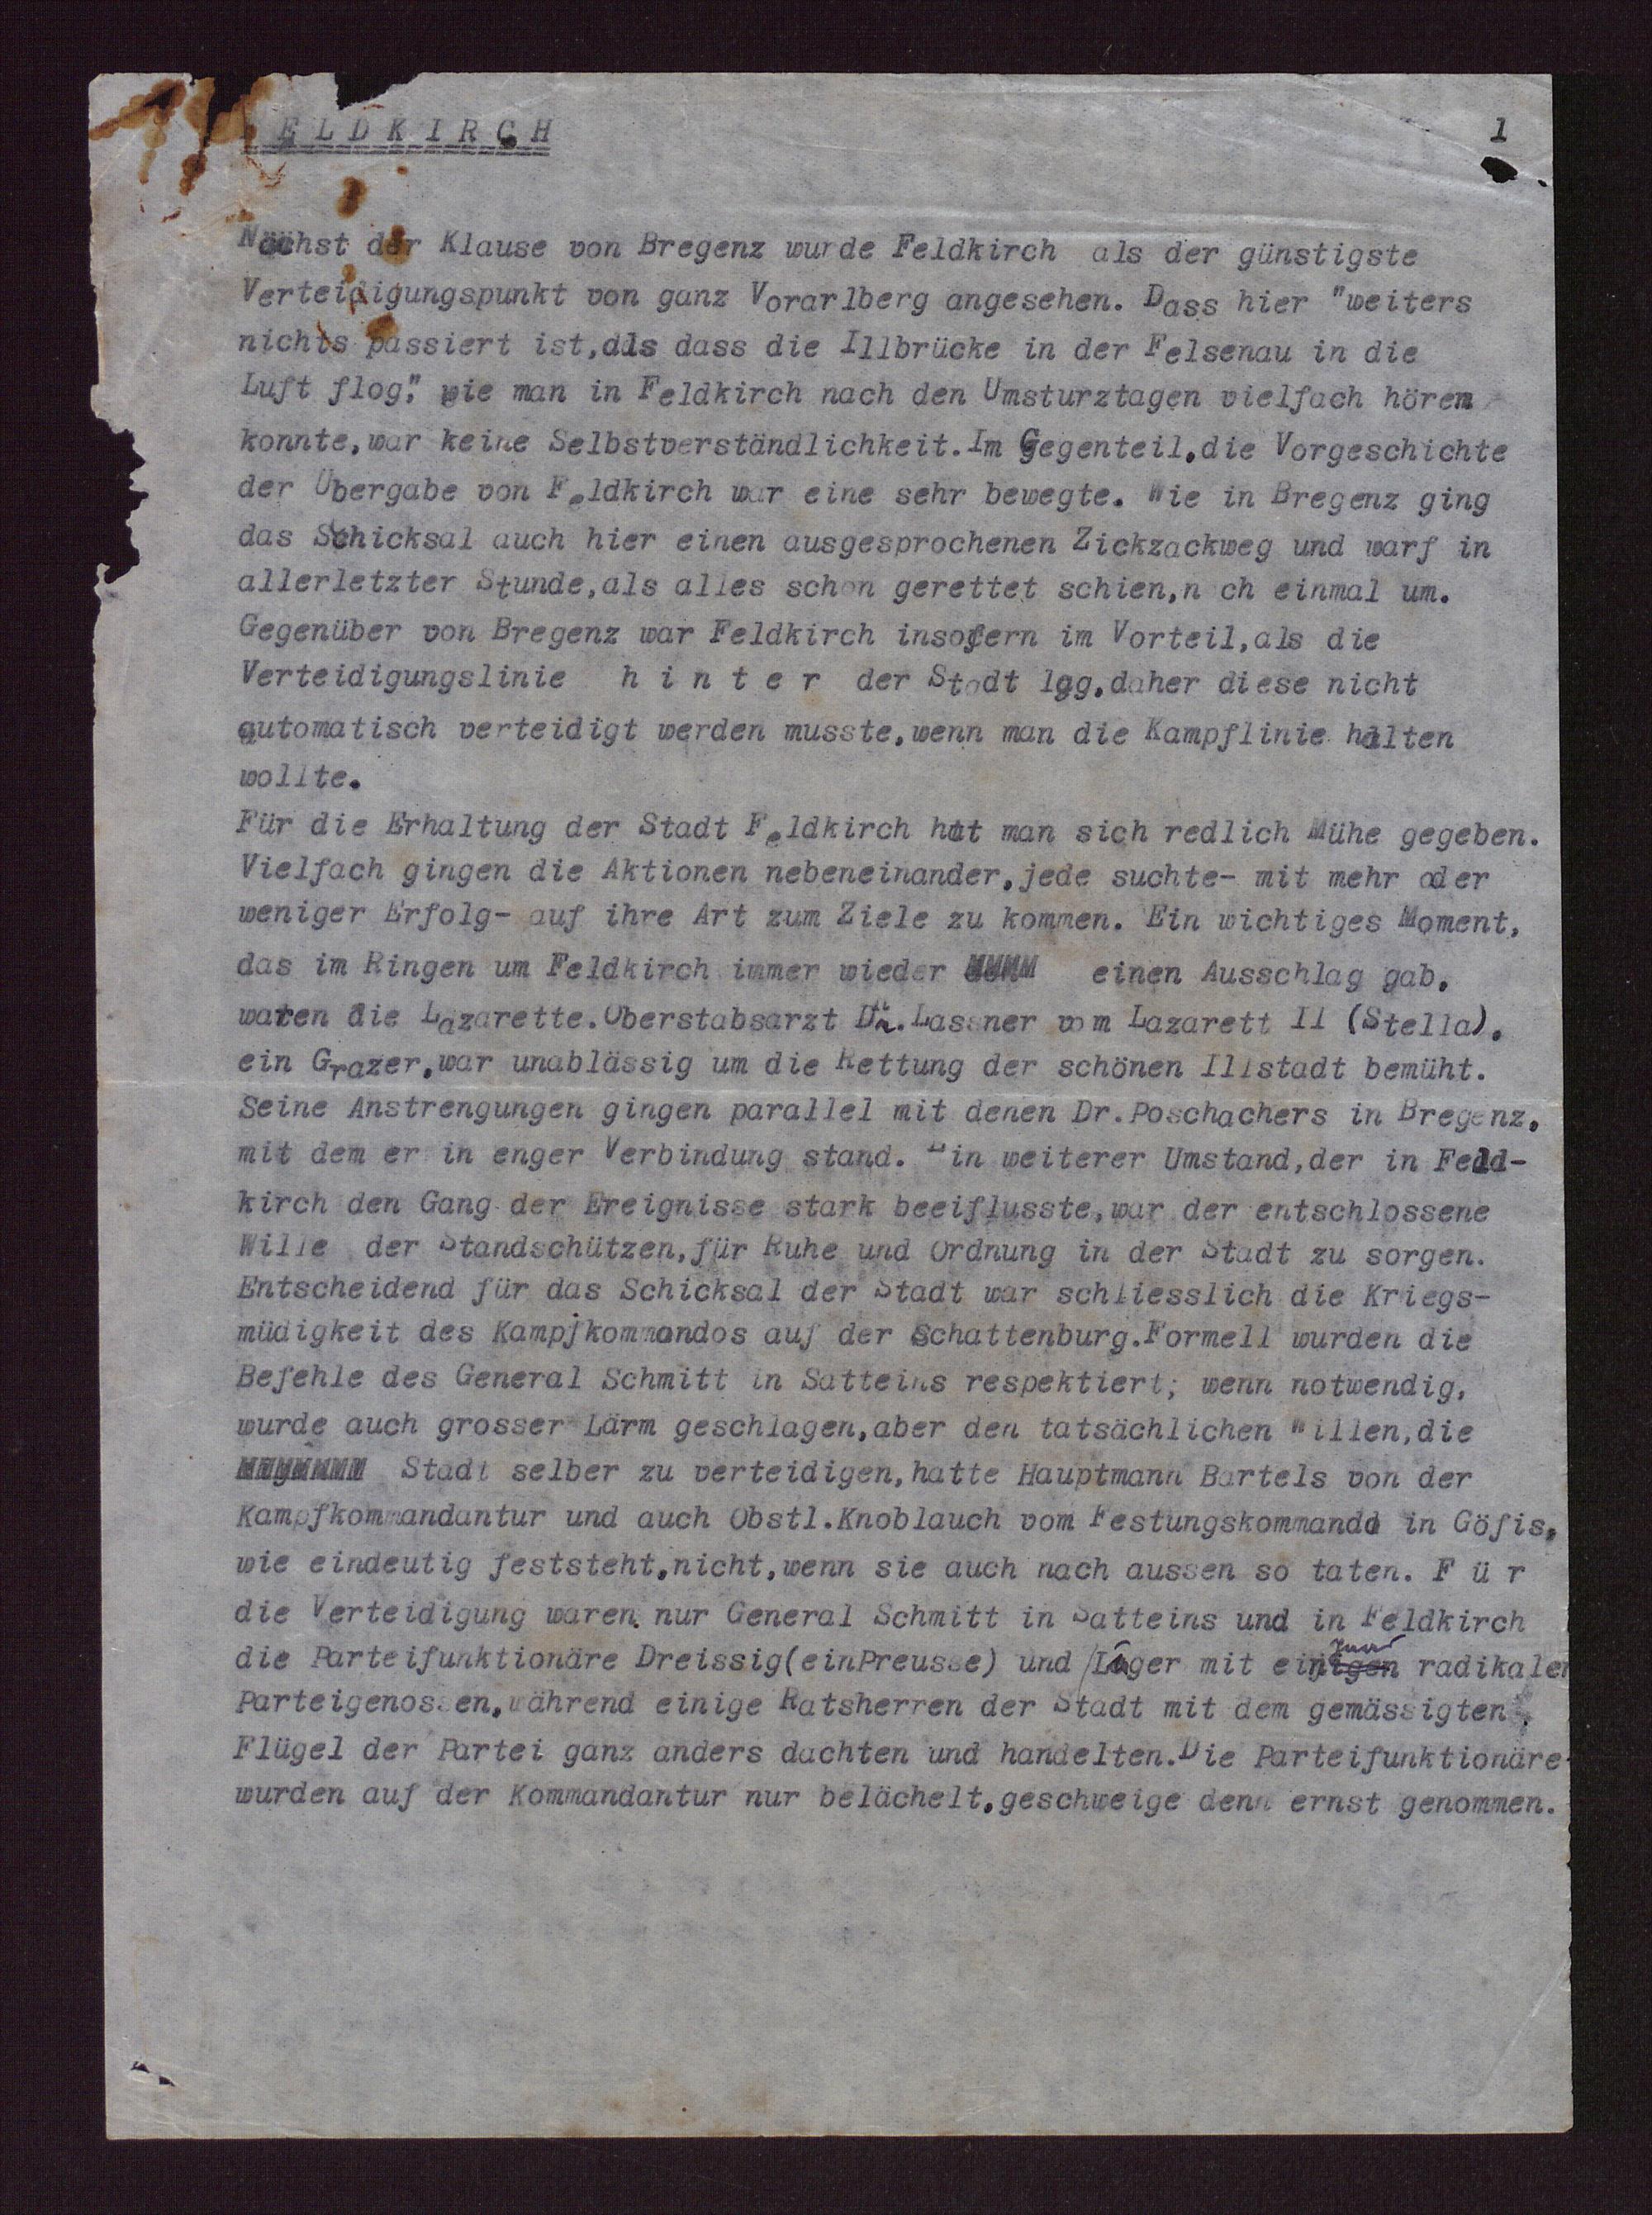 FELDKIRCH
1
Nächst der Klause von Bregenz wurde Feldkirch als der günstigste
Verteidigungspunkt von ganz Vorarlberg angesehen. Dass hier "weiters
nichts passiert ist,als dass die Illbrücke in der Felsenau in die
Luft flog", wie man in Feldkirch nach den Umsturztagen vielfach hören
konnte,war keine Selbstverständlichkeit.Im Gegenteil,die Vorgeschichte
der Übergabe von Feldkirch war eine sehr bewegte. Wie in Bregenz ging
das Schicksal auch hier einen ausgesprochenen Zickzackweg und warf in
allerletzter Stunde,als alles schon gerettet schien,noch einmal um.
Gegenüber von Bregenz war Feldkirch insofern im Vorteil,als die
Verteidigungslinie h i n t e r der Stadt lag,daher diese nicht
automatisch verteidigt werden musste,wenn man die Kampflinie halten
wollte.
Für die Erhaltung der Stadt Feldkirch hat man sich redlich Mühe gegeben.
Vielfach gingen die Aktionen nebeneinander,jede suchte- mit mehr oder
weniger Erfolg- auf ihre Art zum Ziele zu kommen. Ein wichtiges Moment,
das im Ringen um Feldkirch immer wieder einen Ausschlag gab,
waren die Lazarette.Oberstabsarzt Dr.Lassner vom Lazarett II (Stella),
ein Grazer,war unablässig um die Rettung der schönen Illstadt bemüht.
Seine Anstrengungen gingen parallel mit denen Dr.Poschachers in Bregenz,
mit dem er in enger Verbindung stand. Ein weiterer Umstand,der in Feld-
kirch den Gang der Ereignisse stark beeiflusste,war der entschlossene
Wille der Standschützen,für Ruhe und Ordnung in der Stadt zu sorgen.
Entscheidend für das Schicksal der Stadt war schliesslich die Kriegs-
müdigkeit des Kampfkommandos auf der Schattenburg.Formell wurden die
Befehle des General Schmitt in Satteins respektiert; wenn notwendig,
wurde auch grosser Lärm geschlagen,aber den tatsächlichen Willen,die
Stadt selber zu verteidigen,hatte Hauptmann Bartels von der
Kampfkommandantur und auch Obstl.Knoblauch vom Festungskommando in Göfis,
wie eindeutig feststeht,nicht,wenn sie auch nach aussen so taten. F ü r
die Verteidigung waren nur General Schmitt in Satteins und in Feldkirch
die Parteifunktionäre Dreissig(einPreusse) und Lager mit einigen radikalen
Parteigenossen,während einige Ratsherren der Stadt mit dem gemässigten
Flügel der Partei ganz anders dachten und handelten.Die Parteifunktionäre
wurden auf der Kommandantur nur belächelt,geschweige denn ernst genommen.